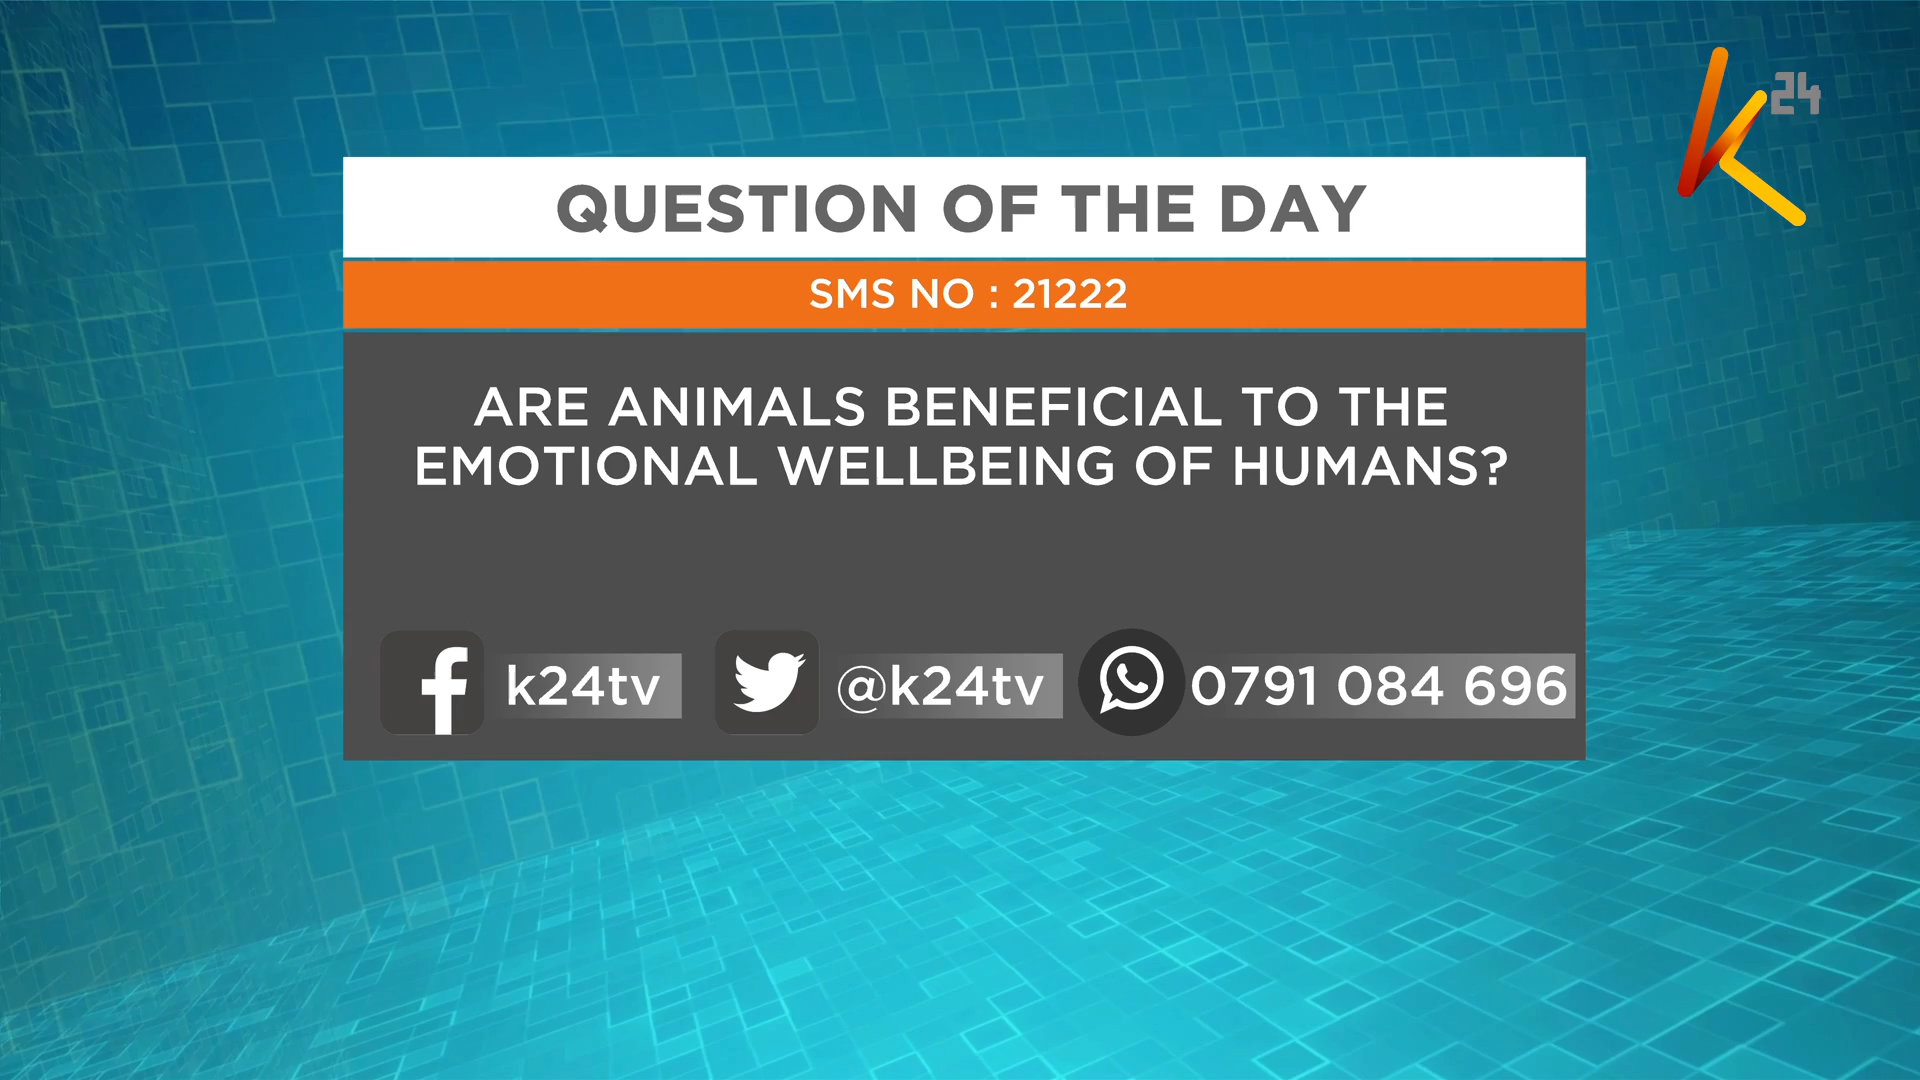 K24
QUESTION OF THE DAY
SMS NO : 21222
ARE ANIMALS BENEFICIAL TO THE
EMOTIONAL WELLBEING OF HUMANS?
k24tv
@k24tv
0791 084 696